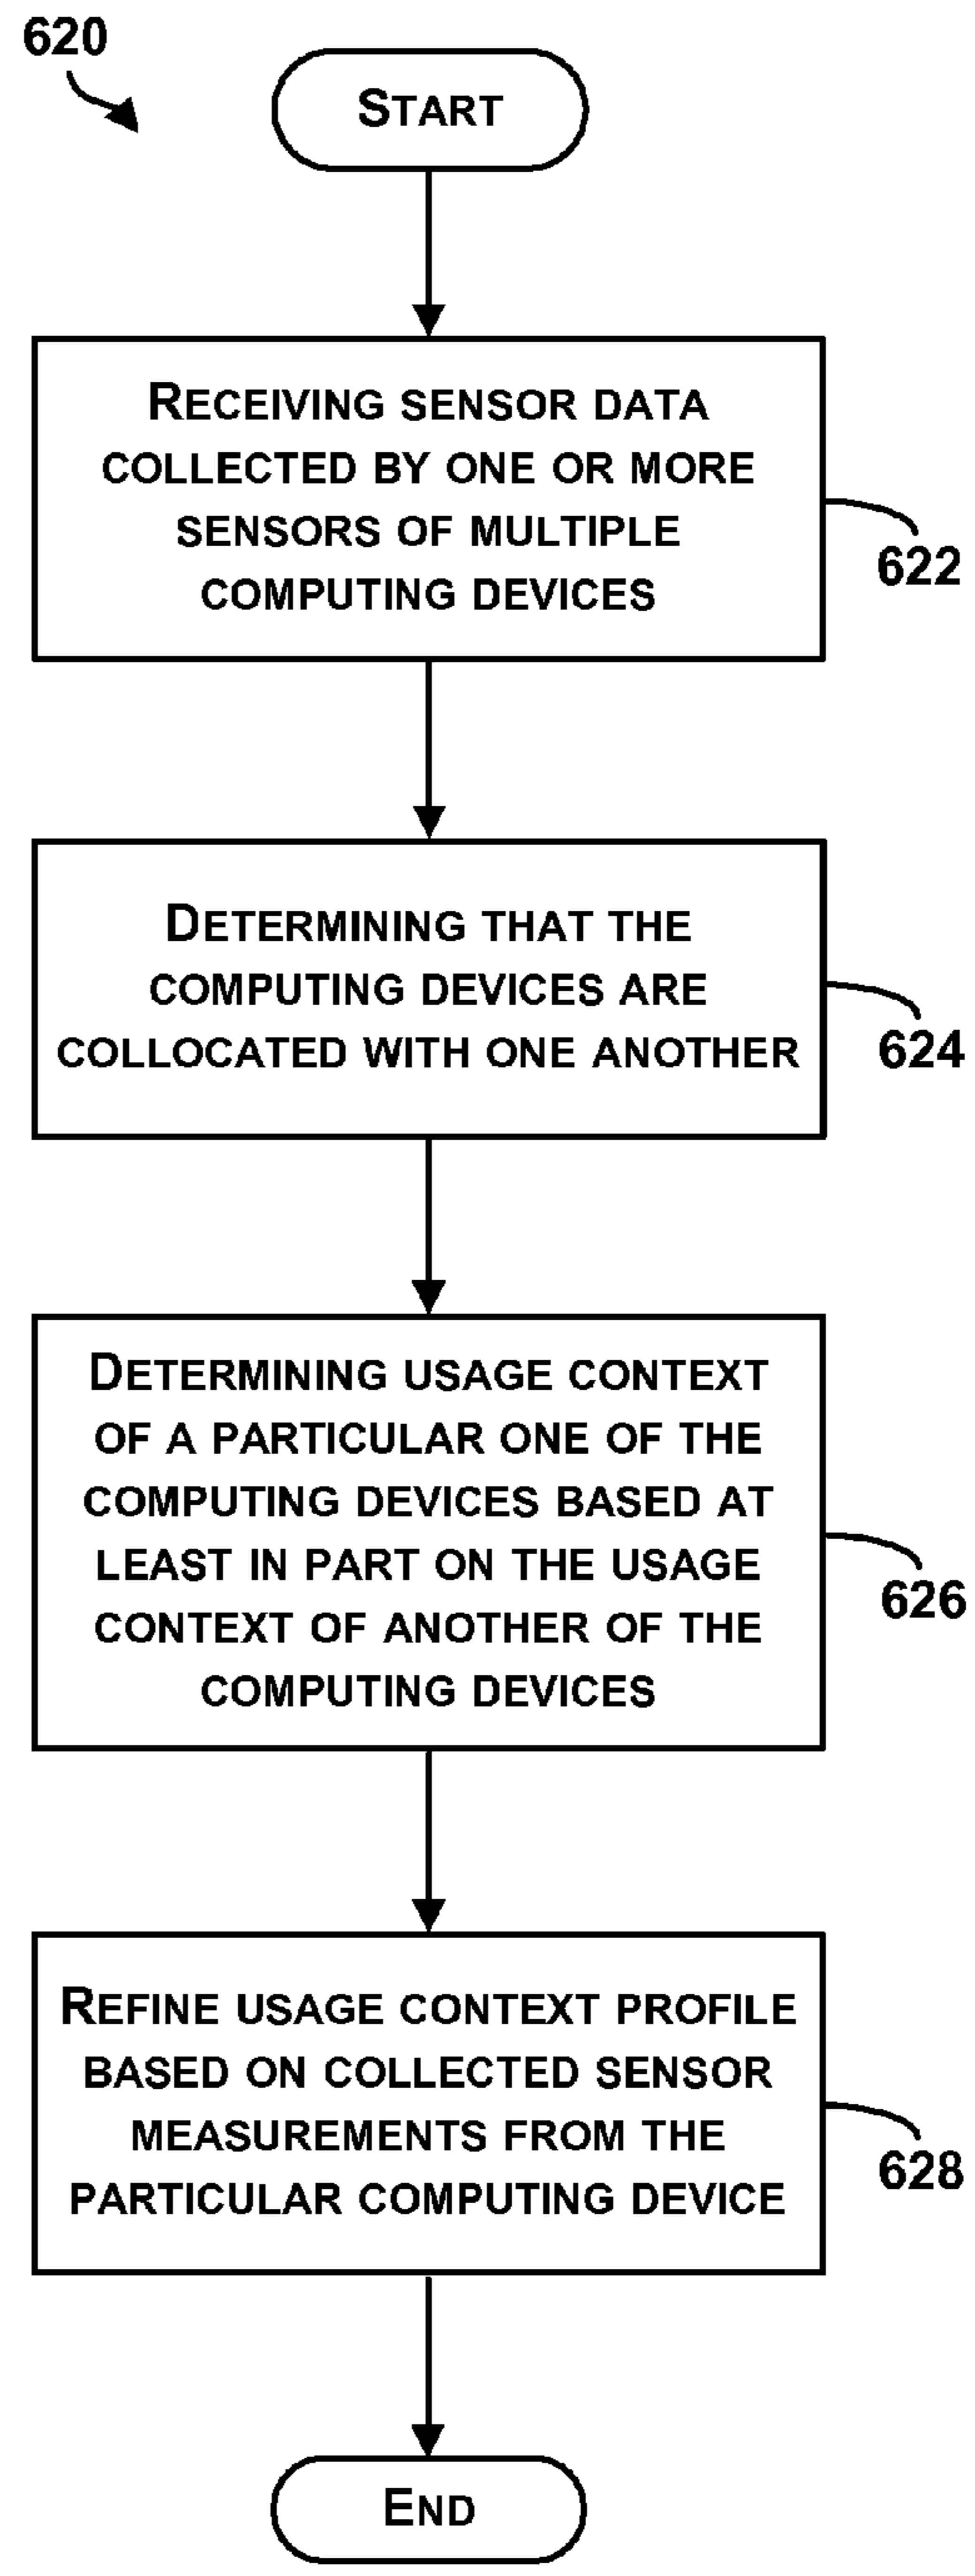 620
START
RECEIVING SENSOR DATA
COLLECTED BY ONE OR MORE
SENSORS OF MULTIPLE
COMPUTING DEVICES
622
DETERMINING THAT THE
COMPUTING DEVICES ARE
COLLOCATED WITH ONE ANOTHER
624
DETERMINING USAGE CONTEXT
OF A PARTICULAR ONE OF THE
COMPUTING DEVICES BASED AT
LEAST IN PART ON THE USAGE
CONTEXT OF ANOTHER OF THE
COMPUTING DEVICES
626
REFINE USAGE CONTEXT PROFILE
BASED ON COLLECTED SENSOR
MEASUREMENTS FROM THE
PARTICULAR COMPUTING DEVICE
628
END